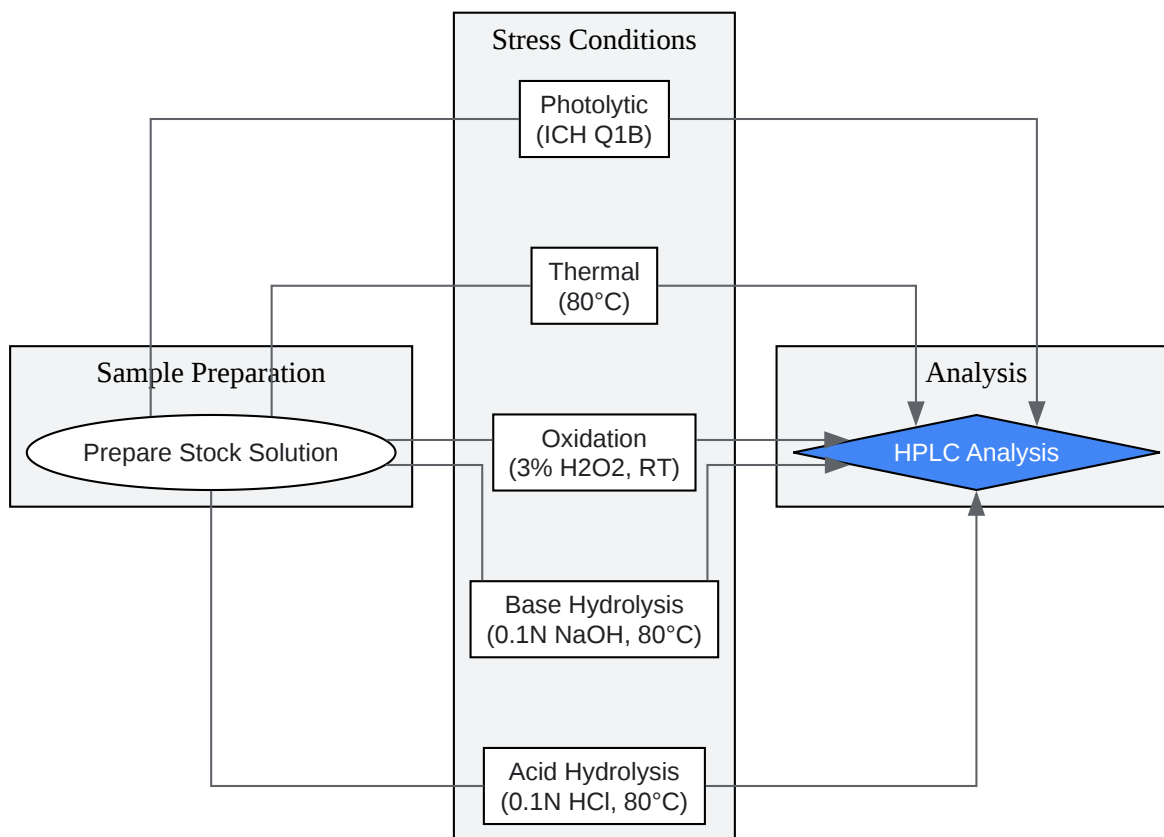 Stress Conditions
Photolytic
(ICH Q1B)
Thermal
(80°C)
Sample Preparation
Prepare Stock Solution
Oxidation
(3% H2O2, RT)
Analysis
HPLC Analysis
Base Hydrolysis
(0.1N NaOH, 80°C)
Acid Hydrolysis
(0.1N HCl, 80°C)